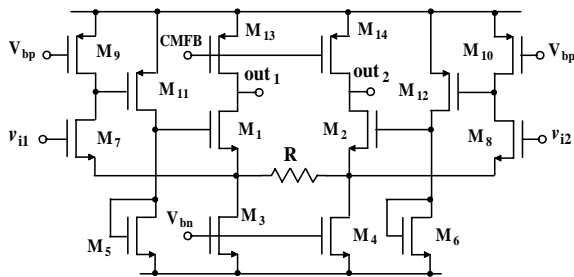 M9
CMFB
M13
M14
M10
Vbp
Vbp
out1
out2
M11
M12
vi1
M7
M1
M2
M8
vi2
R
Vbn
M3
M5
M4
M6